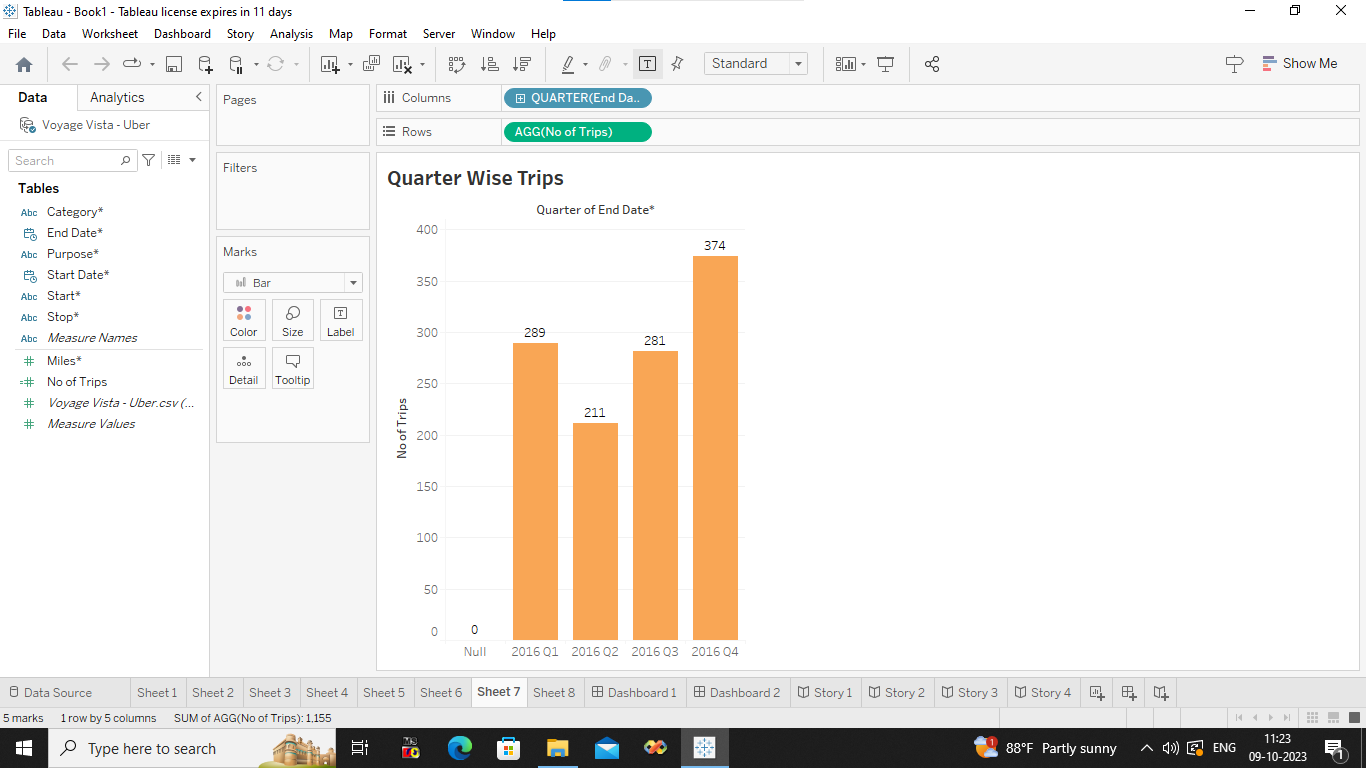 Tableau - Book1 - Tableau license expires in 11 days
File Data Worksheet Dashboard Story Analysis Map Format Server Window Help
Standard
Show Me
Data Analytics
Voyage Vista - Uber
Search
Tables
Abc Category*
End Date*
Abc Purpose*
Start Date*
Abc Start*
Abc Stop*
Abc Measure Names
# Miles*
=# No of Trips
# Voyage Vista - Uber.csv (...
# Measure Values
Pages
Filters
Marks
Bar
Color Size Label
Detail Tooltip
Columns QUARTER(End Da..
Rows AGG(No of Trips)
Quarter Wise Trips
Quarter of End Date*
No of Trips
400
350
300
250
200
150
100
50
0
0 289 211 281 374
Null 2016 Q1 2016 Q2 2016 Q3 2016 Q4
Data Source Sheet 1 Sheet 2 Sheet 3 Sheet 4 Sheet 5 Sheet 6 Sheet 7 Sheet 8 Dashboard 1 Dashboard 2 Story 1 Story 2 Story 3 Story 4
5 marks 1 row by 5 columns SUM of AGG(No of Trips): 1,155
Type here to search
88°F Partly sunny
ENG
11:23
09-10-2023
1